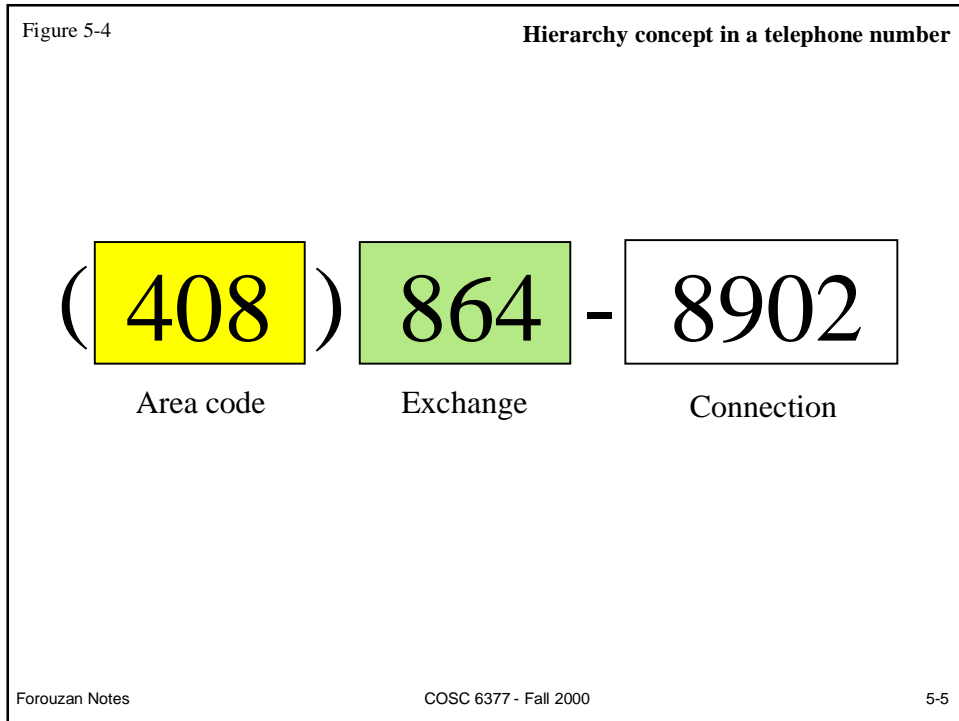 Figure 5-4
Hierarchy concept in a telephone number
(408) 864 - 8902
Area code Exchange Connection
Forouzan Notes COSC 6377 - Fall 2000 5-5